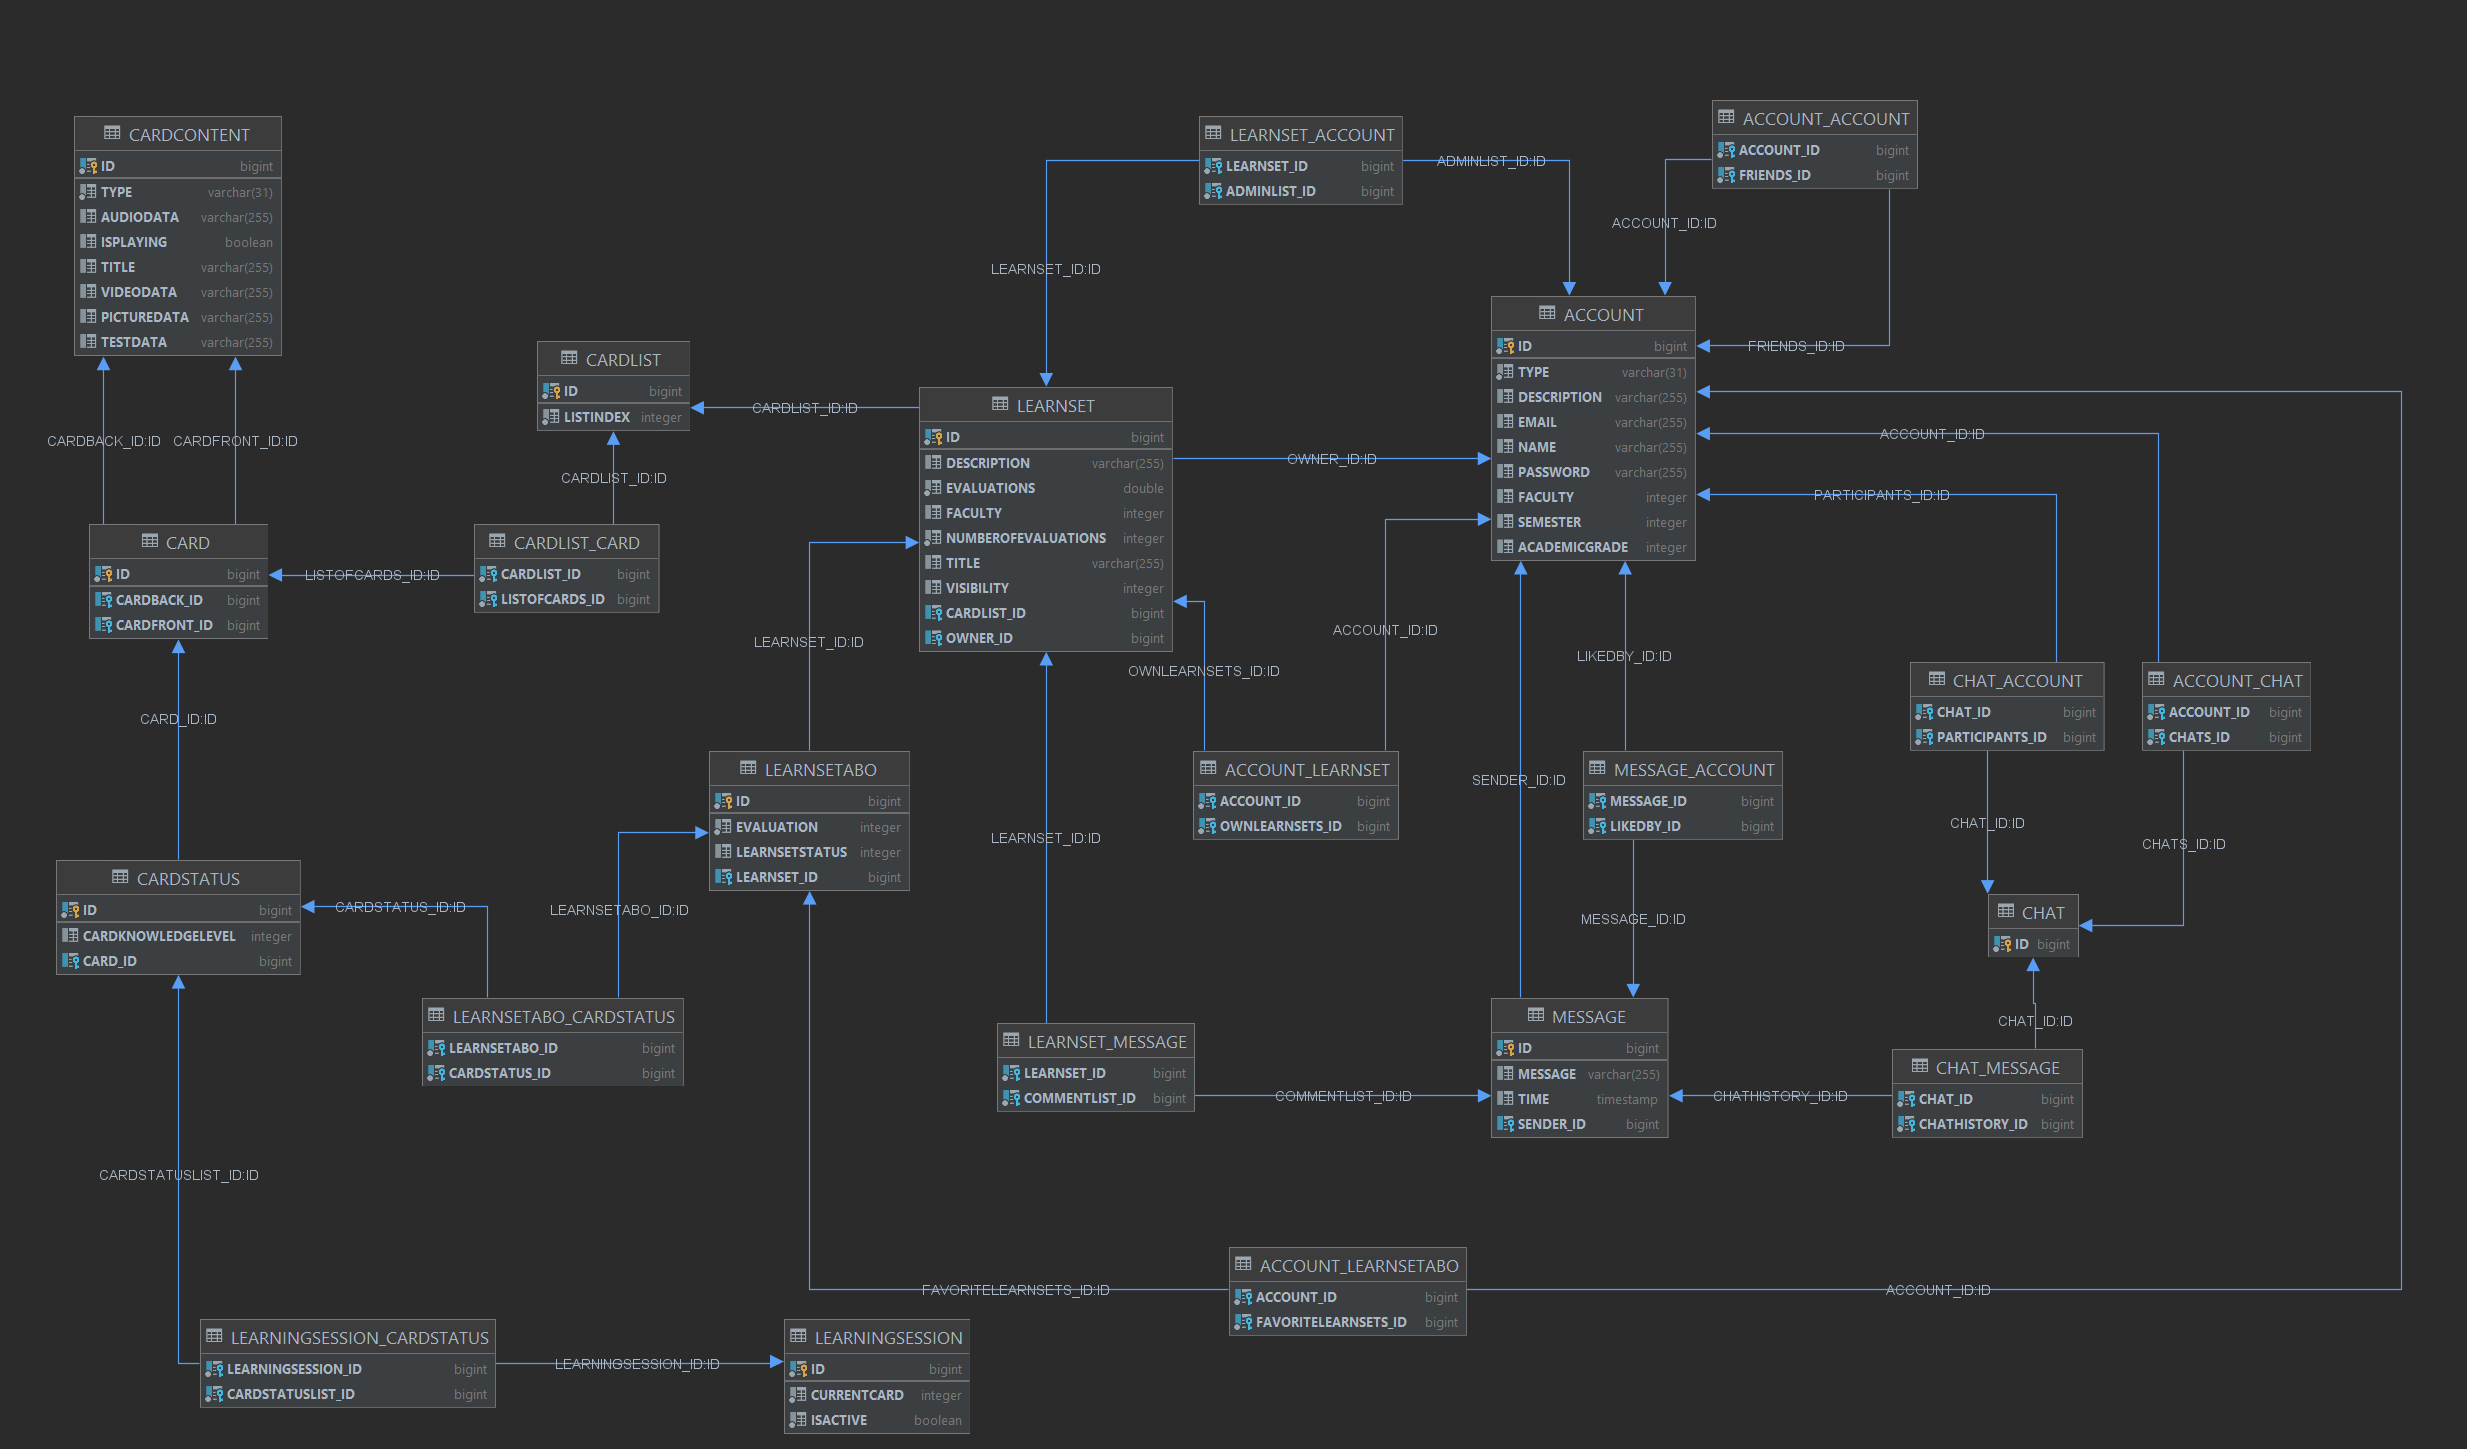 ACCOUNT_ACCOUNT
ACCOUNT_ID bigint
FRIENDS_ID bigint
CARDCONTENT
ID bigint
TYPE varchar(31)
AUDIODATA varchar(255)
ISPLAYING boolean
TITLE varchar(255)
VIDEODATA varchar(255)
PICTUREDATA varchar(255)
TESTDATA varchar(255)
LEARNSET_ACCOUNT
LEARNSET_ID bigint
ADMINLIST_ID bigint
ADMINLIST_ID:ID
ACCOUNT_ID:ID
LEARNSET_ID:ID
ACCOUNT
ID bigint
TYPE varchar(31)
DESCRIPTION varchar(255)
EMAIL varchar(255)
NAME varchar(255)
PASSWORD varchar(255)
FACULTY integer
SEMESTER integer
ACADEMICGRADE integer
FRIENDS_ID:ID
CARDLIST
ID bigint
LISTINDEX integer
CARDLIST_ID:ID
LEARNSET
ID bigint
DESCRIPTION varchar(255)
EVALUATIONS double
FACULTY integer
NUMBEROFEVALUATIONS integer
TITLE varchar(255)
VISIBILITY integer
CARDLIST_ID bigint
OWNER_ID bigint
ACCOUNT_ID:ID
CARDBACK_ID:ID
CARDFRONT_ID:ID
OWNER_ID:ID
CARDLIST_ID:ID
PARTICIPANTS_ID:ID
CARD
ID bigint
CARDBACK_ID bigint
CARDFRONT_ID bigint
LISTOFCARDS_ID:ID
CARDLIST_CARD
CARDLIST_ID bigint
LISTOFCARDS_ID bigint
LEARNSET_ID:ID
ACCOUNT_ID:ID
LIKEDBY_ID:ID
OWNLEARNSETS_ID:ID
CHAT_ACCOUNT
CHAT_ID bigint
PARTICIPANTS_ID bigint
ACCOUNT_CHAT
ACCOUNT_ID bigint
CHATS_ID bigint
CARD_ID:ID
LEARNSETABO
ID bigint
EVALUATION integer
LEARNSETSTATUS integer
LEARNSET_ID bigint
ACCOUNT_LEARNSET
ACCOUNT_ID bigint
OWNLEARNSETS_ID bigint
SENDER_ID:ID
MESSAGE_ACCOUNT
MESSAGE_ID bigint
LIKEDBY_ID bigint
CHAT_ID:ID
CHATS_ID:ID
LEARNSET_ID:ID
CARDSTATUS
ID bigint
CARDKNOWLEDGELEVEL integer
CARD_ID bigint
CARDSTATUS_ID:ID
LEARNSETABO_ID:ID
MESSAGE_ID:ID
CHAT
ID bigint
LEARNSETABO_CARDSTATUS
LEARNSETABO_ID bigint
CARDSTATUS_ID bigint
LEARNSET_MESSAGE
LEARNSET_ID bigint
COMMENTLIST_ID bigint
COMMENTLIST_ID:ID
MESSAGE
ID bigint
MESSAGE varchar(255)
TIME timestamp
SENDER_ID bigint
CHAT_ID:ID
CHATHISTORY_ID:ID
CHAT_MESSAGE
CHAT_ID bigint
CHATHISTORY_ID bigint
CARDSTATUSLIST_ID:ID
FAVORITELEARNSETS_ID:ID
ACCOUNT_LEARNSETABO
ACCOUNT_ID bigint
FAVORITELEARNSETS_ID bigint
ACCOUNT_ID:ID
LEARNINGSESSION_CARDSTATUS
LEARNINGSESSION_ID bigint
CARDSTATUSLIST_ID bigint
LEARNINGSESSION_ID:ID
LEARNINGSESSION
ID bigint
CURRENTCARD integer
ISACTIVE boolean